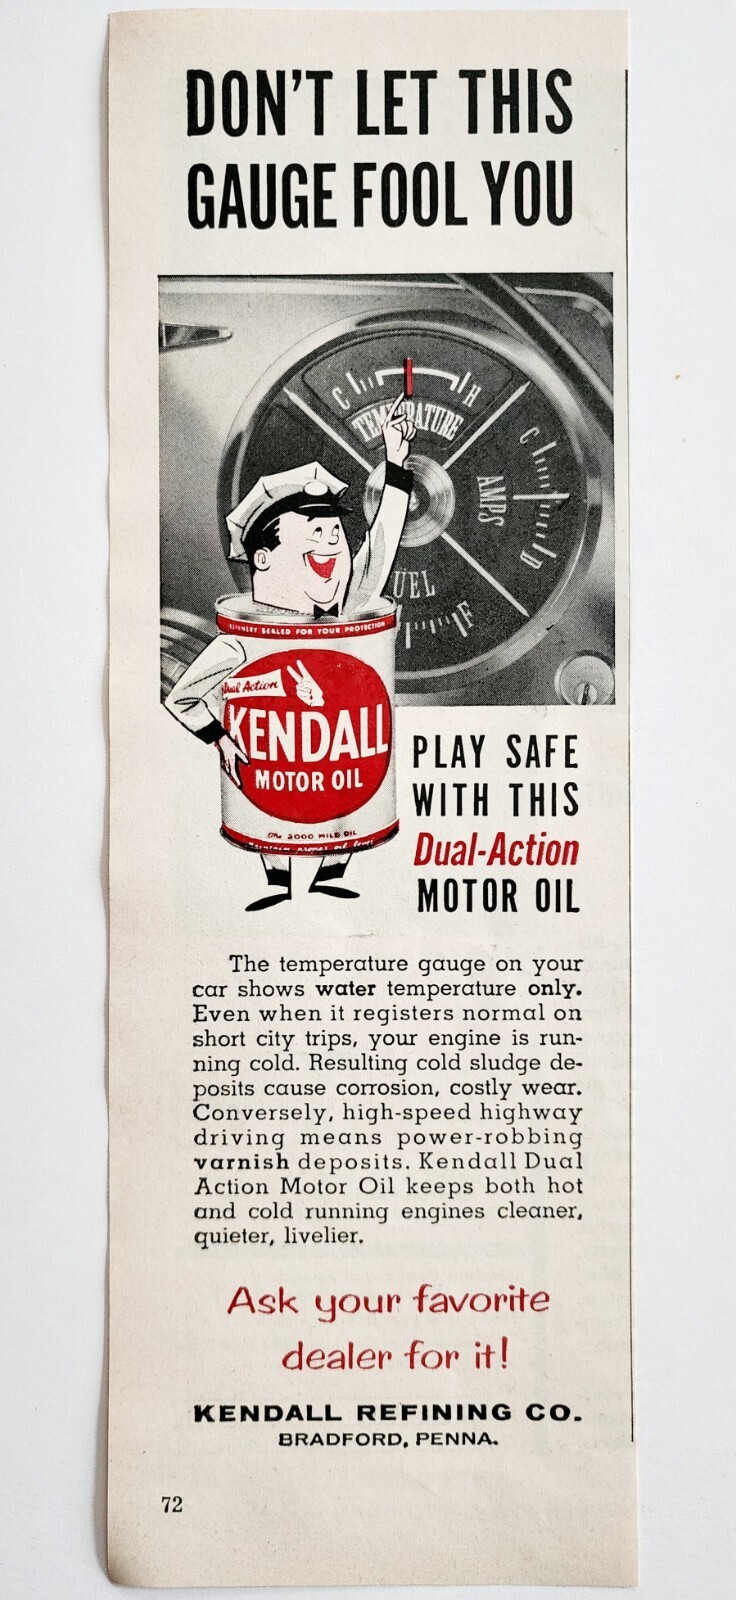 DON'T LET THIS
GAUGE FOOL YOU
C H
TEMPERATURE
C
AMPS
D
UEL
F
REFINERY SEALED FOR YOUR PROTECTION
Dual Action
KENDALL
MOTOR OIL
The 2000 MILE OIL
Maintain proper oil level
PLAY SAFE
WITH THIS
Dual-Action
MOTOR OIL
The temperature gauge on your
car shows water temperature only.
Even when it registers normal on
short city trips, your engine is run-
ning cold. Resulting cold sludge de-
posits cause corrosion, costly wear.
Conversely, high-speed highway
driving means power-robbing
varnish deposits. Kendall Dual
Action Motor Oil keeps both hot
and cold running engines cleaner,
quieter, livelier.
Ask your favorite
dealer for it!
KENDALL REFINING CO.
BRADFORD, PENNA.
72